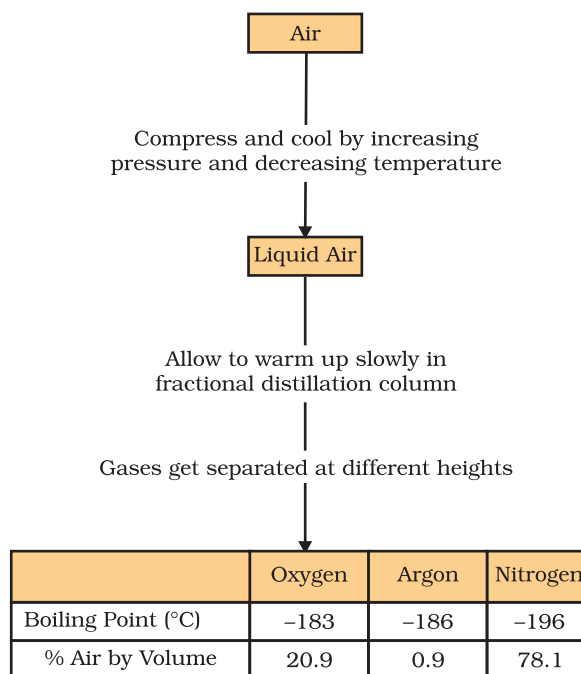 Air
Compress and cool by increasing
pressure and decreasing temperature
Liquid Air
Allow to warm up slowly in
fractional distillation column
Gases get separated at different heights
Oxygen Argon Nitrogen
Boiling Point (°C) –183 –186 –196
% Air by Volume 20.9 0.9 78.1